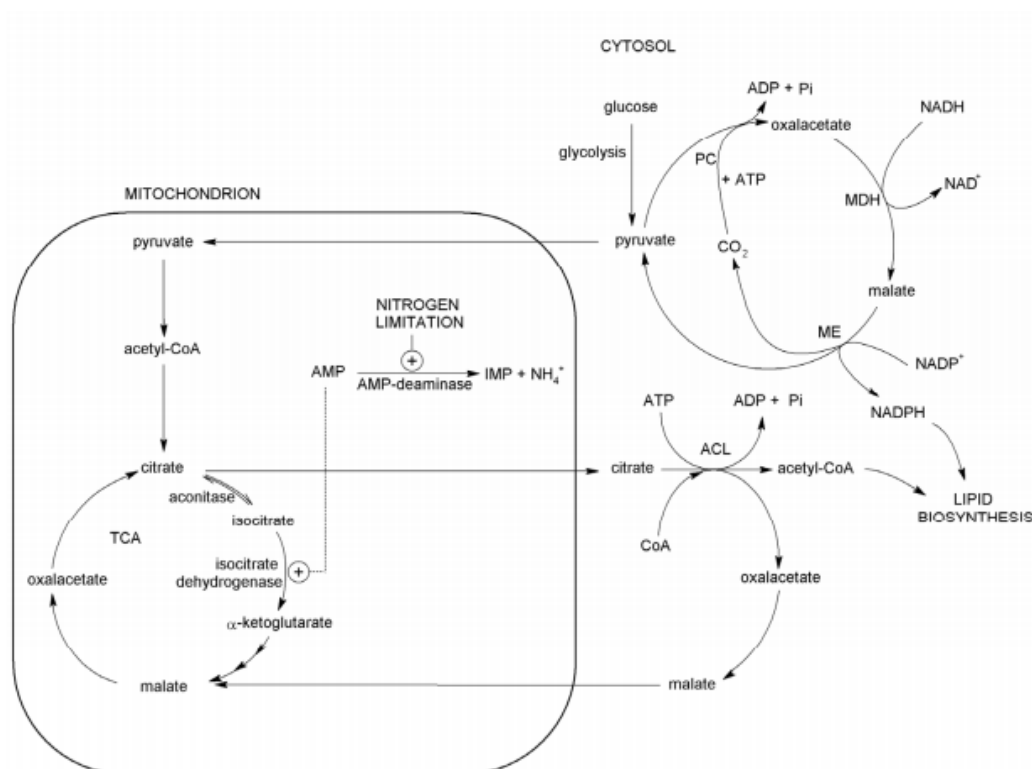 CYTOSOL
ADP + Pi
glucose
oxalacetate
NADH
glycolysis
PC
+ ATP
MDH
NAD⁺
MITOCHONDRION
pyruvate
pyruvate
CO₂
malate
NITROGEN
LIMITATION
ME
acetyl-CoA
+
AMP
IMP + NH₄⁺
AMP-deaminase
NADP⁺
ATP
ADP + Pi
NADPH
ACL
citrate
citrate
acetyl-CoA
aconitase
LIPID
BIOSYNTHESIS
isocitrate
TCA
CoA
isocitrate
dehydrogenase
+
oxalacetate
oxalacetate
α-ketoglutarate
malate
malate